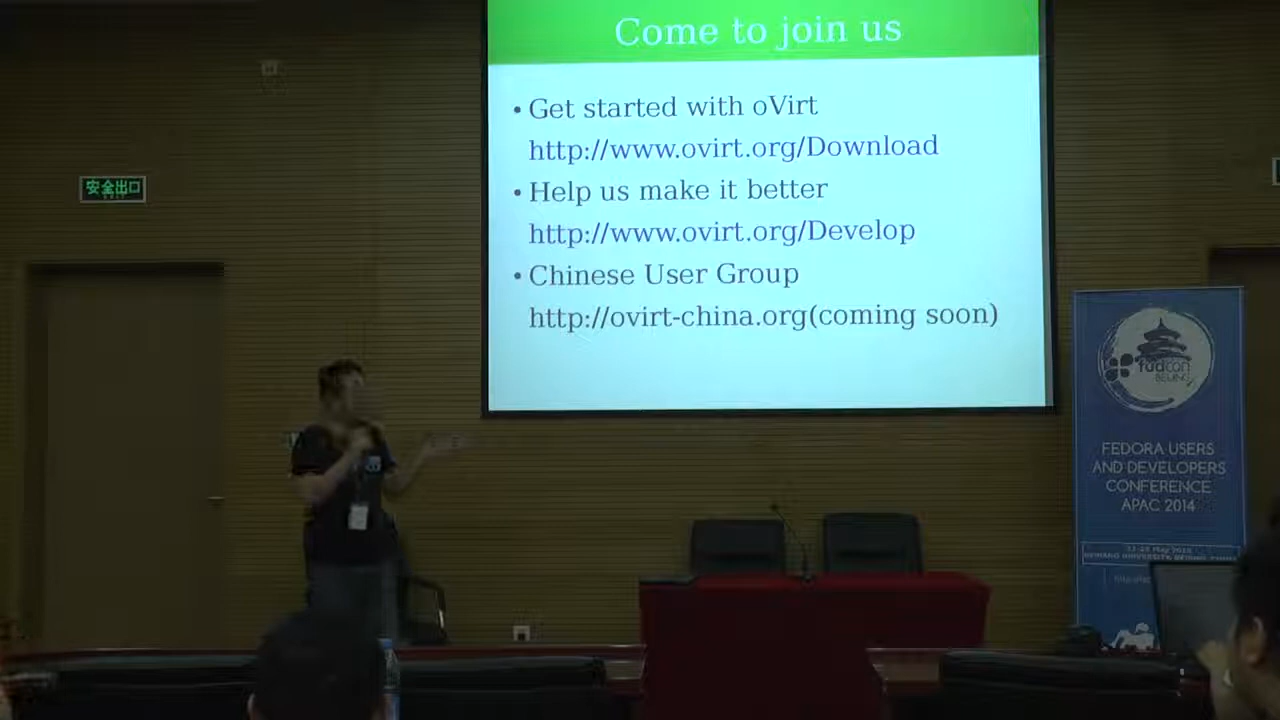 Come to join us
• Get started with oVirt
http://www.ovirt.org/Download
• Help us make it better
http://www.ovirt.org/Develop
• Chinese User Group
http://ovirt-china.org(coming soon)
安全出口
fudcon
BEIJING
FEDORA USERS
AND DEVELOPERS
CONFERENCE
APAC 2014